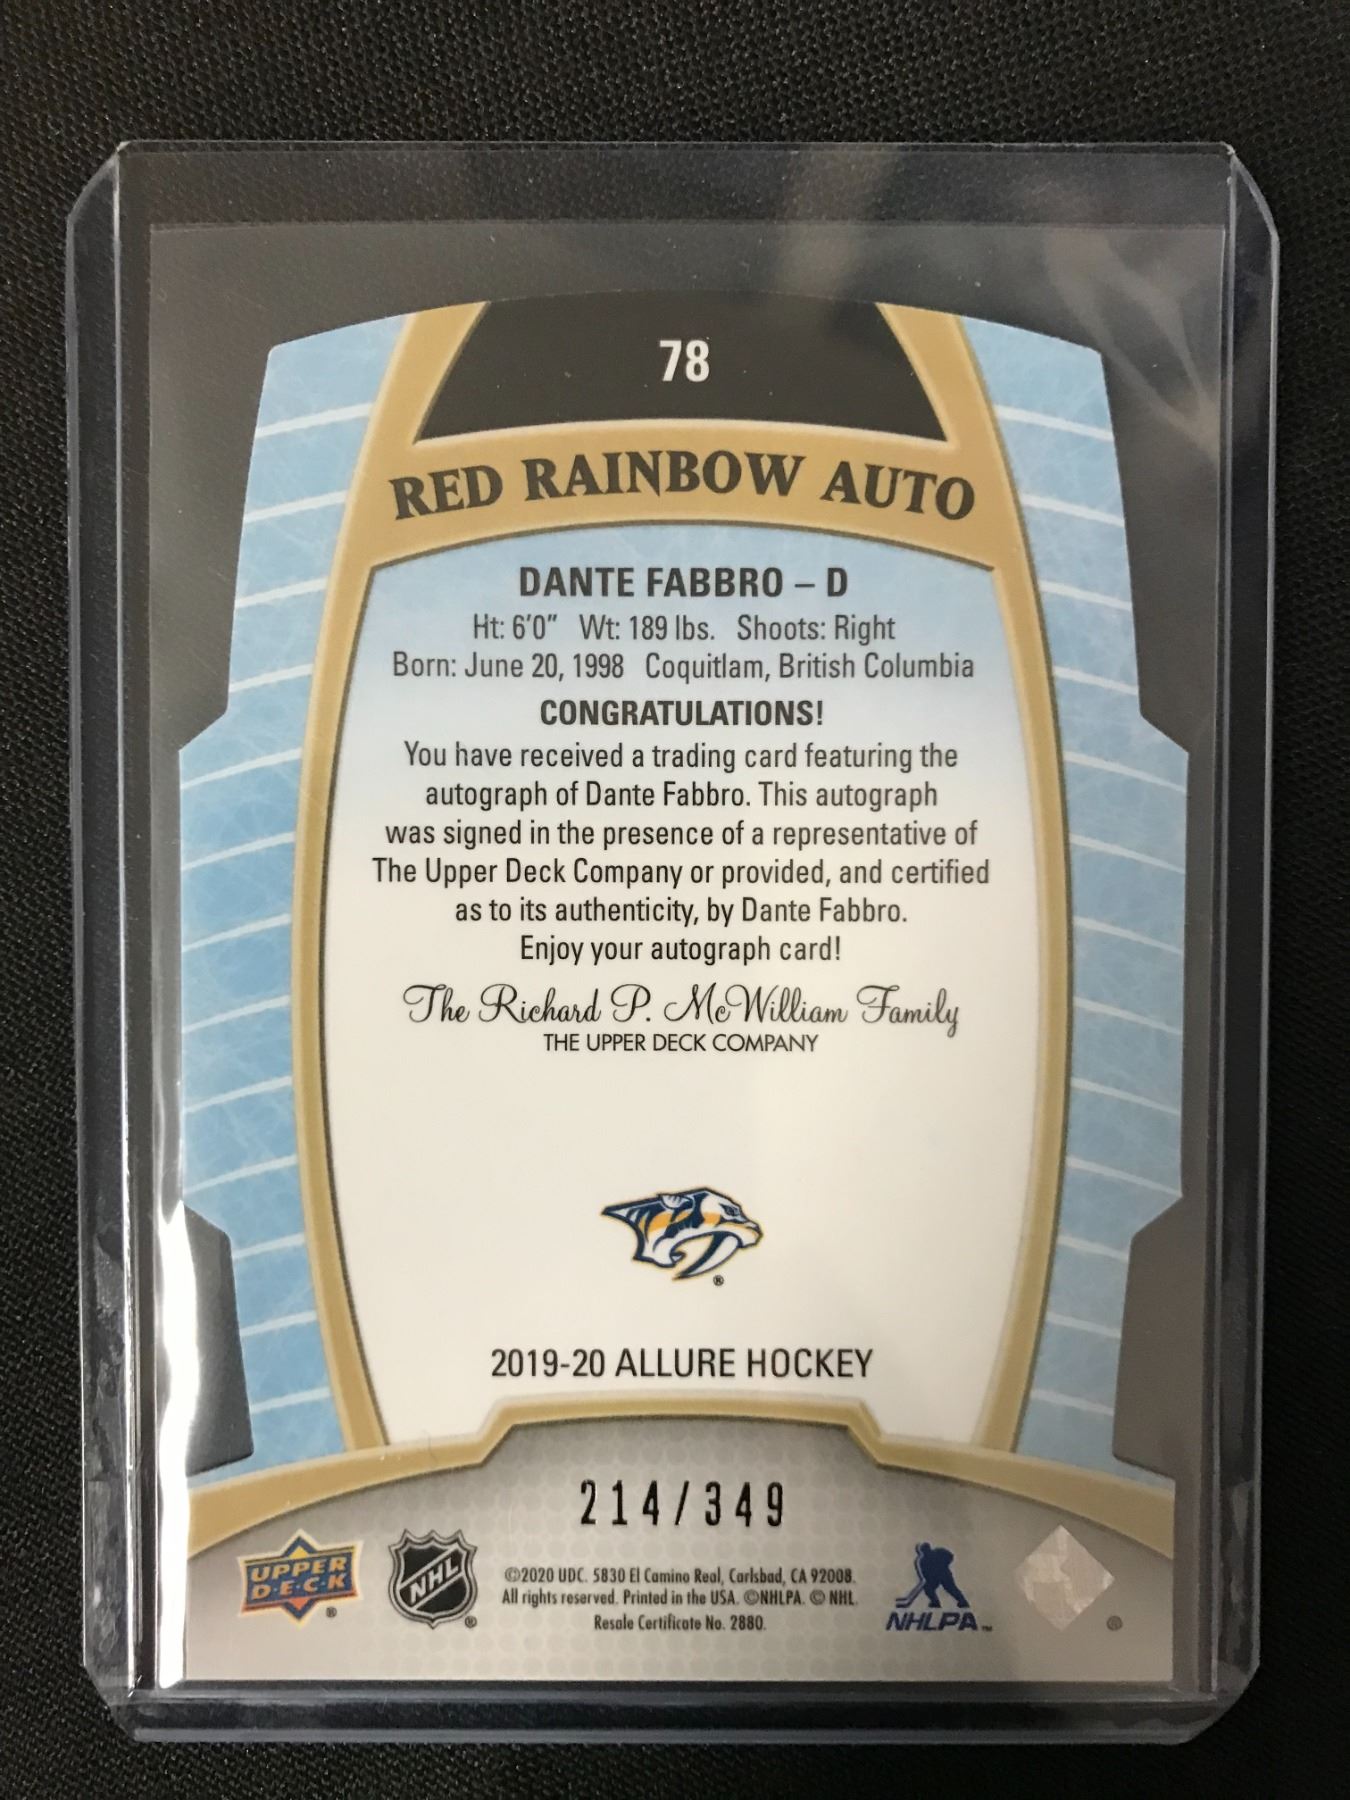 78
RED RAINBOW AUTO
DANTE FABBRO – D
Ht: 6'0" Wt: 189 lbs. Shoots: Right
Born: June 20, 1998 Coquitlam, British Columbia
CONGRATULATIONS!
You have received a trading card featuring the
autograph of Dante Fabbro. This autograph
was signed in the presence of a representative of
The Upper Deck Company or provided, and certified
as to its authenticity, by Dante Fabbro.
Enjoy your autograph card!
The Richard P. McWilliam Family
THE UPPER DECK COMPANY
®
2019-20 ALLURE HOCKEY
214/349
UPPER
D·E·C·K ®
NHL ®
©2020 UDC. 5830 El Camino Real, Carlsbad, CA 92008.
All rights reserved. Printed in the USA. ©NHLPA. © NHL.
Resale Certificate No. 2880.
NHLPA™
®